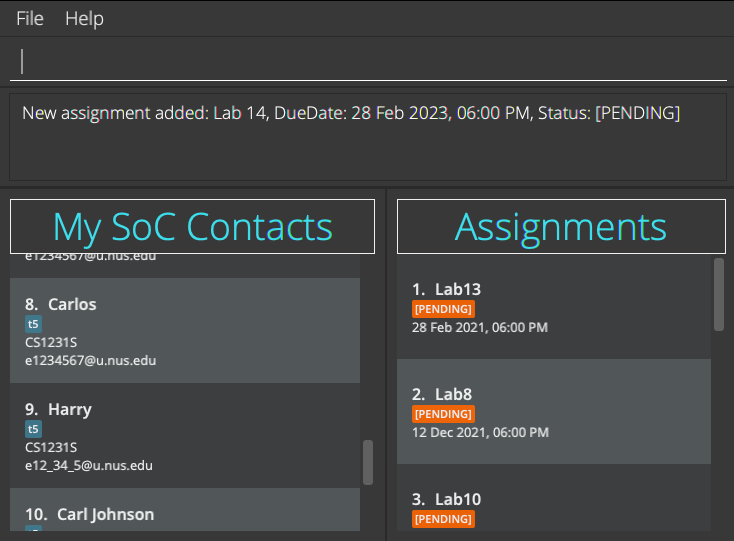 File Help
New assignment added: Lab 14, DueDate: 28 Feb 2023, 06:00 PM, Status: [PENDING]
My SoC Contacts
e1234567@u.nus.edu
8. Carlos
t5
CS1231S
e1234567@u.nus.edu
9. Harry
t5
CS1231S
e12_34_5@u.nus.edu
10. Carl Johnson
Assignments
1. Lab13
[PENDING]
28 Feb 2021, 06:00 PM
2. Lab8
[PENDING]
12 Dec 2021, 06:00 PM
3. Lab10
[PENDING]